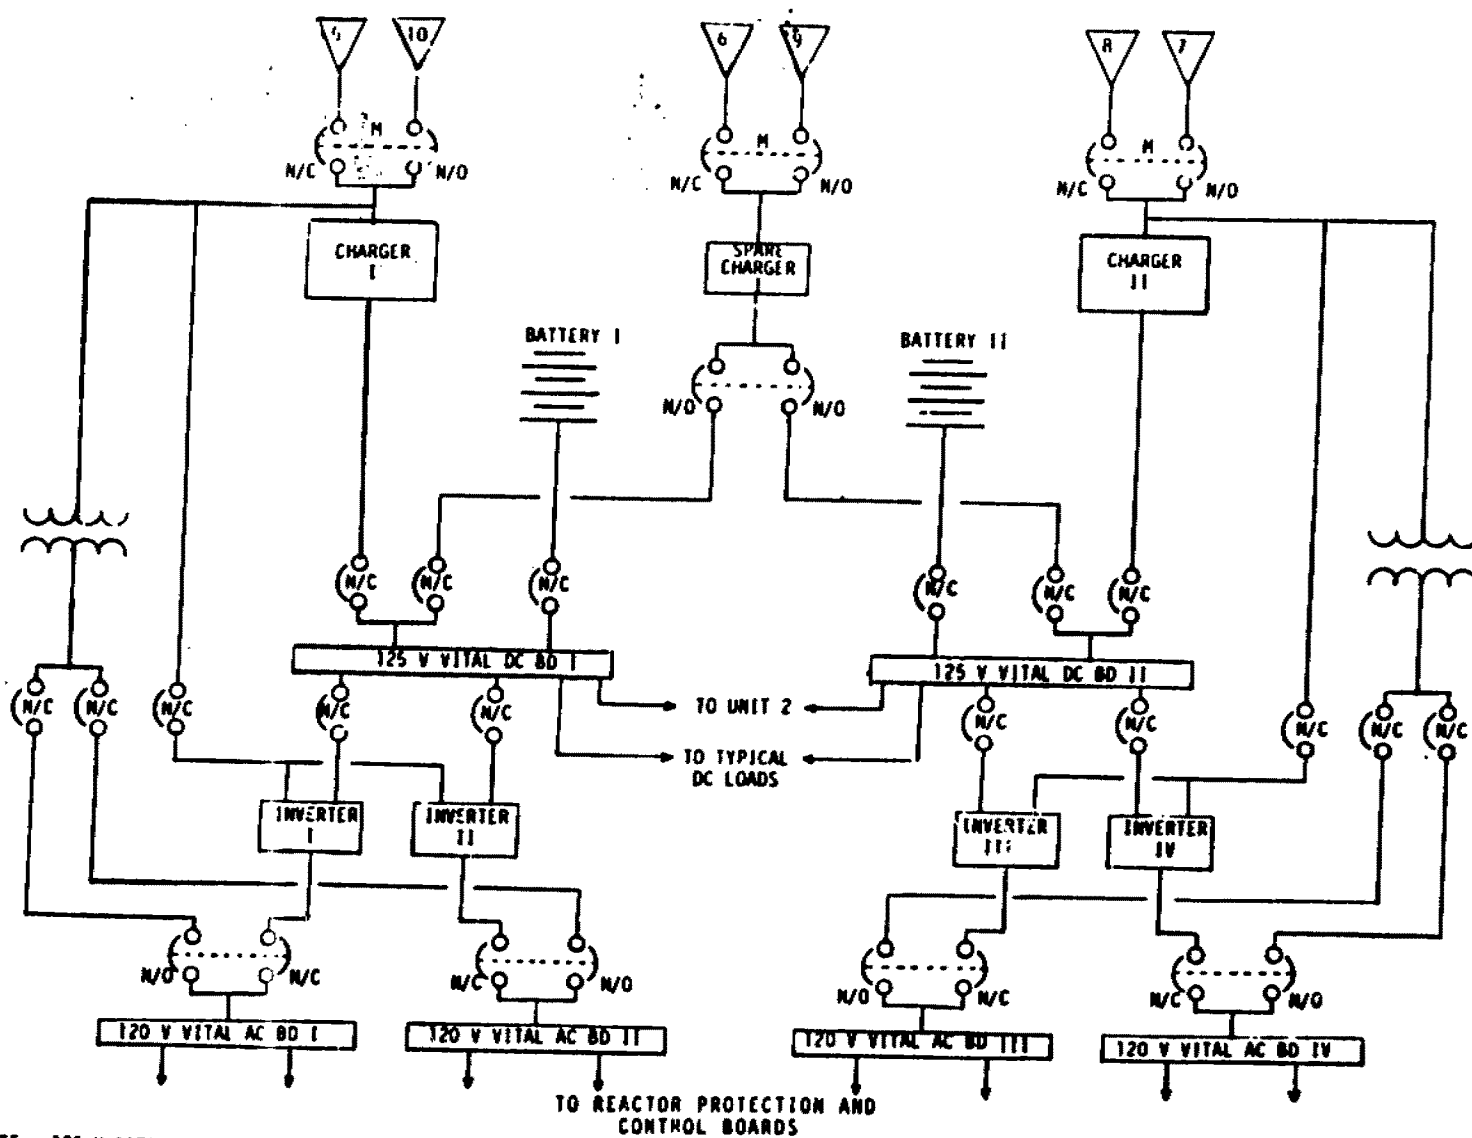 10
6
9
8
7
M
M
M
N/C
N/O
N/C
N/O
N/C
N/O
CHARGER
I
SPARE
CHARGER
CHARGER
II
BATTERY I
BATTERY II
N/O
N/O
N/C
N/C
N/C
N/C
N/C
N/C
125 V VITAL DC BD I
125 V VITAL DC BD II
N/C
N/C
N/C
N/C
N/C
TO UNIT 2
N/C
N/C
N/C
N/C
N/C
TO TYPICAL
DC LOADS
INVERTER
I
INVERTER
II
INVERTER
III
INVERTER
IV
N/O
N/C
N/C
N/O
N/O
N/C
N/C
N/O
120 V VITAL AC BD I
120 V VITAL AC BD II
120 V VITAL AC BD III
120 V VITAL AC BD IV
TO REACTOR PROTECTION AND
CONTROL BOARDS